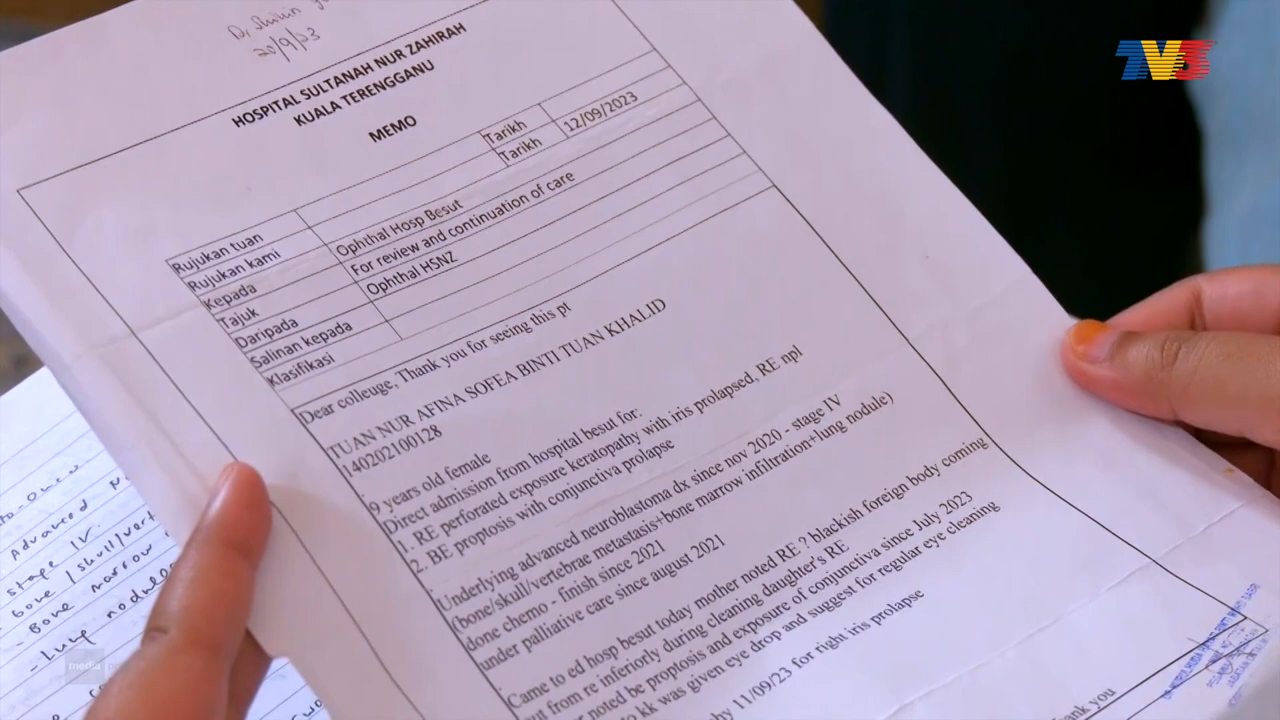 20/9/23
TV3
HOSPITAL SULTANAH NUR ZAHIRAH
KUALA TERENGGANU
MEMO
Tarikh 12/09/2023
Tarikh
Rujukan tuan
Rujukan kami
Kepada Ophthal Hosp Besut
Tajuk For review and continuation of care
Daripada Ophthal HSNZ
Salinan kepada
Klasifikasi
Dear colleuge, Thank you for seeing this pt
TUAN NUR AFINA SOFEA BINTI TUAN KHALID
140202100128
9 years old female
Direct admission from hospital besut for:
1. RE perforated exposure keratopathy with iris prolapsed, RE npl
2. BE proptosis with conjunctiva prolapse
Underlying advanced neuroblastoma dx since nov 2020 - stage IV
(bone/skull/vertebrae metastasis+bone marrow infiltration+lung nodule)
done chemo - finish since 2021
under palliative care since august 2021
Came to ed hosp besut today mother noted RE ? blackish foreign body coming
out from re inferiorly during cleaning daughter's RE
noted be proptosis and exposure of conjunctiva since July 2023
kk was given eye drop and suggest for regular eye cleaning
11/09/23 for right iris prolapse
you
Advanced
stage IV
Bone / skull / vert
- Bone marrow
- Lung nodule
media